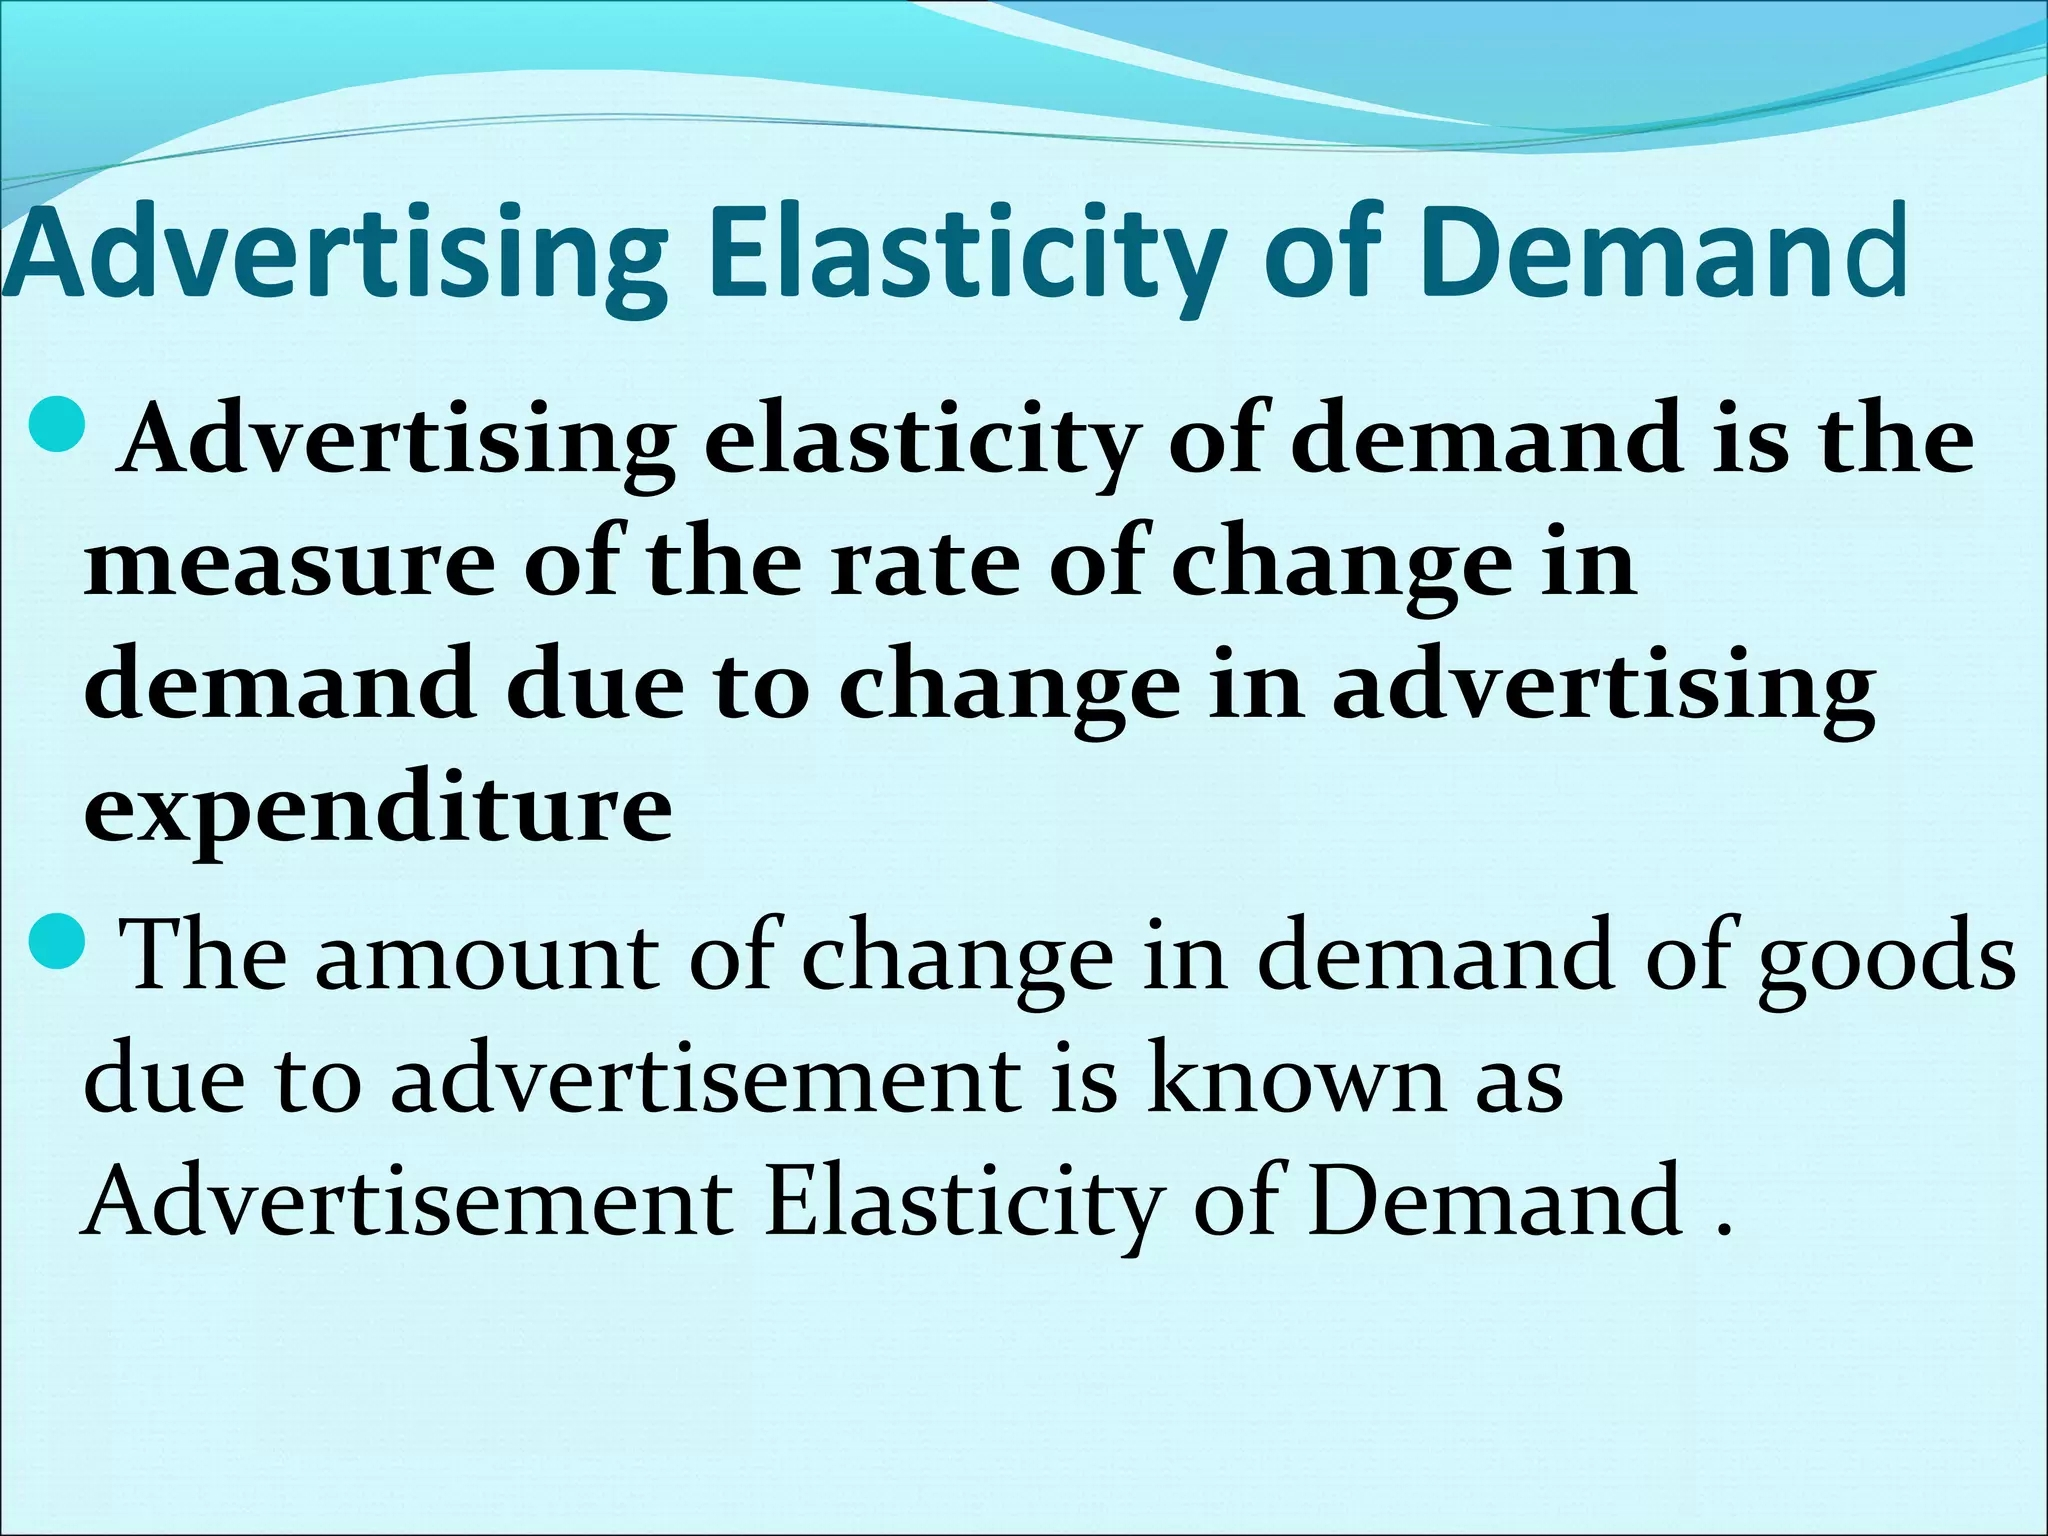 Advertising Elasticity of Demand
Advertising elasticity of demand is the
measure of the rate of change in
demand due to change in advertising
expenditure
The amount of change in demand of goods
due to advertisement is known as
Advertisement Elasticity of Demand .